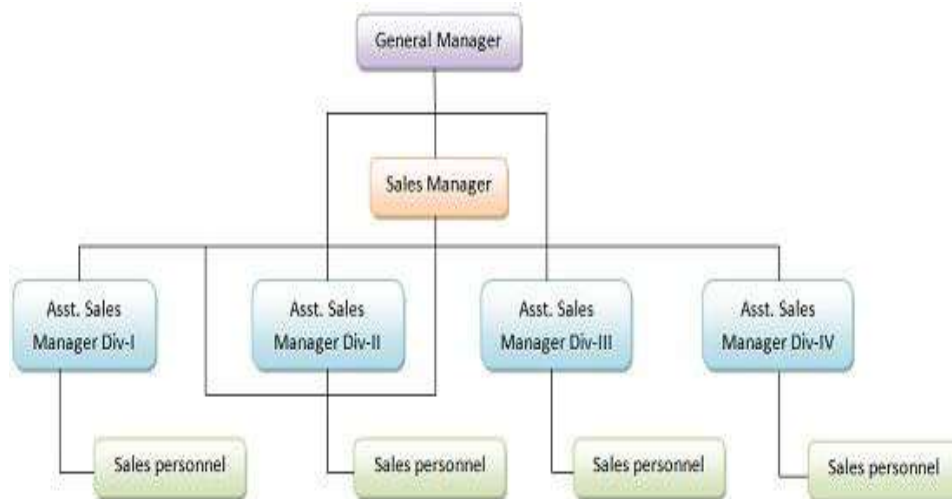 General Manager
Sales Manager
Asst. Sales
Manager Div-I
Asst. Sales
Manager Div-II
Asst. Sales
Manager Div-III
Asst. Sales
Manager Div-IV
Sales personnel
Sales personnel
Sales personnel
Sales personnel